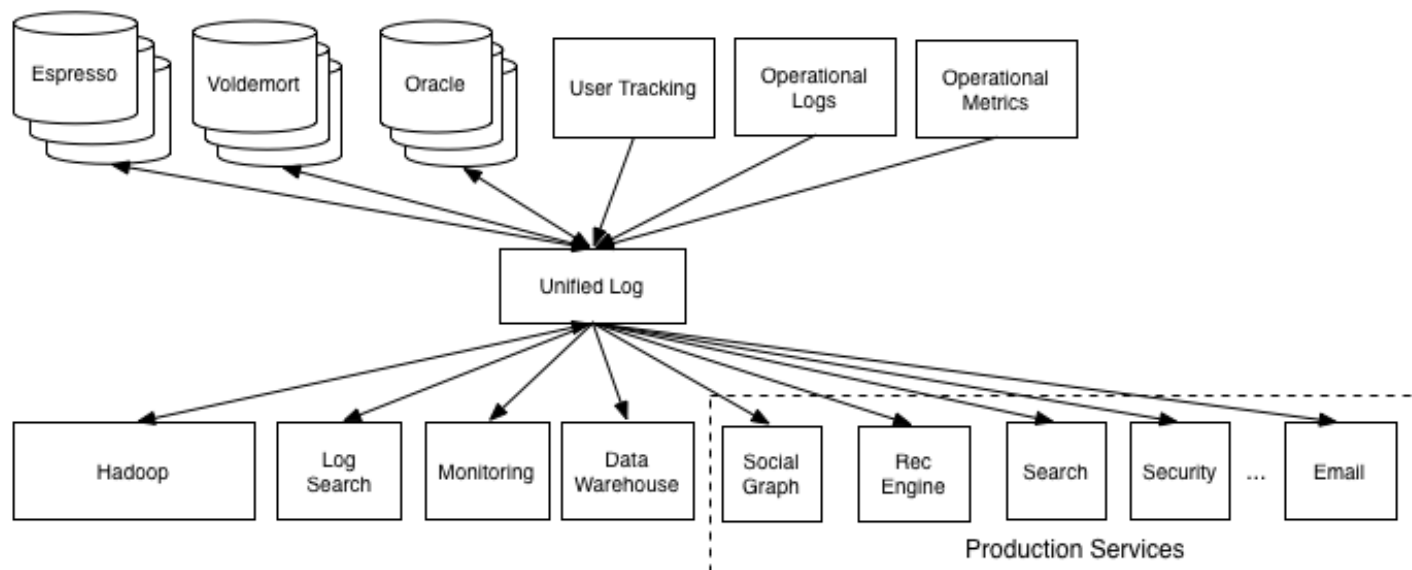 Espresso
Voldemort
Oracle
User Tracking
Operational
Logs
Operational
Metrics
Unified Log
Hadoop
Log
Search
Monitoring
Data
Warehouse
Social
Graph
Rec
Engine
Search
Security
...
Email
Production Services